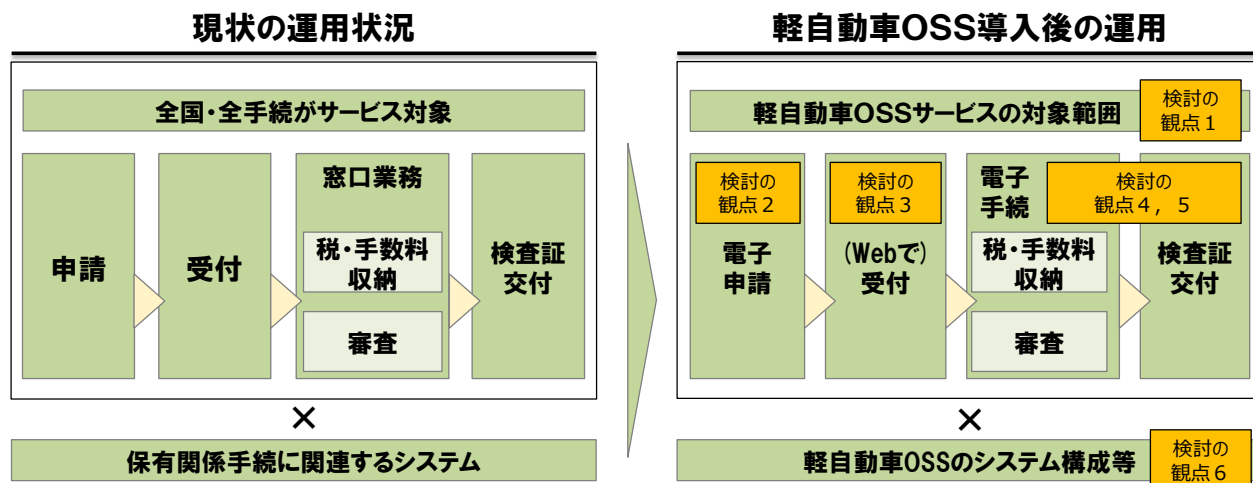 現状の運用状況
全国・全手続がサービス対象
申請
受付
窓口業務
税・手数料
収納
審査
検査証
交付
×
保有関係手続に関連するシステム
軽自動車OSS導入後の運用
軽自動車OSSサービスの対象範囲
検討の
観点1
検討の
観点2
電子
申請
検討の
観点3
(Webで)
受付
電子
手続
検討の
観点4，5
税・手数料
収納
審査
検査証
交付
×
軽自動車OSSのシステム構成等
検討の
観点6